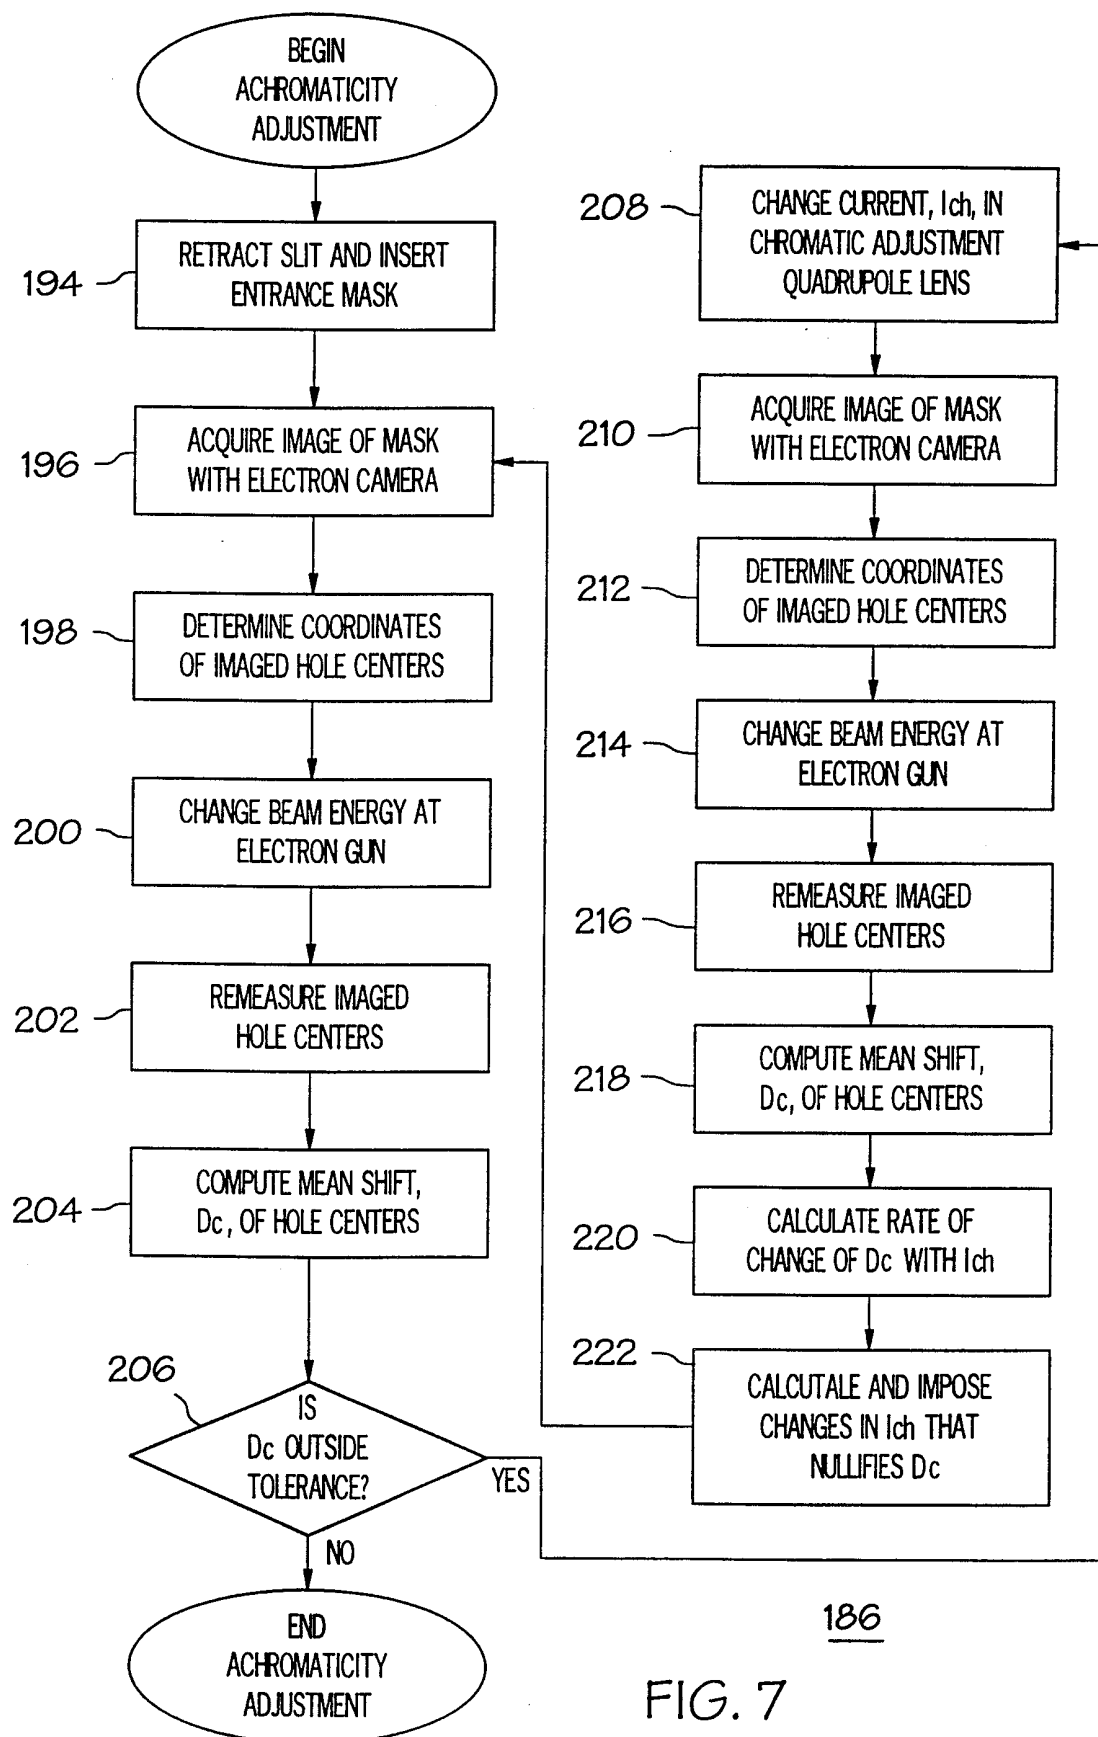 BEGIN
ACHROMATICITY
ADJUSTMENT
194
RETRACT SLIT AND INSERT
ENTRANCE MASK
196
ACQUIRE IMAGE OF MASK
WITH ELECTRON CAMERA
198
DETERMINE COORDINATES
OF IMAGED HOLE CENTERS
200
CHANGE BEAM ENERGY AT
ELECTRON GUN
202
REMEASURE IMAGED
HOLE CENTERS
204
COMPUTE MEAN SHIFT,
Dc, OF HOLE CENTERS
206
IS
Dc OUTSIDE
TOLERANCE?
YES
NO
END
ACHROMATICITY
ADJUSTMENT
208
CHANGE CURRENT, Ich, IN
CHROMATIC ADJUSTMENT
QUADRUPOLE LENS
210
ACQUIRE IMAGE OF MASK
WITH ELECTRON CAMERA
212
DETERMINE COORDINATES
OF IMAGED HOLE CENTERS
214
CHANGE BEAM ENERGY AT
ELECTRON GUN
216
REMEASURE IMAGED
HOLE CENTERS
218
COMPUTE MEAN SHIFT,
Dc, OF HOLE CENTERS
220
CALCULATE RATE OF
CHANGE OF Dc WITH Ich
222
CALCUTALE AND IMPOSE
CHANGES IN Ich THAT
NULLIFIES Dc
186
FIG. 7